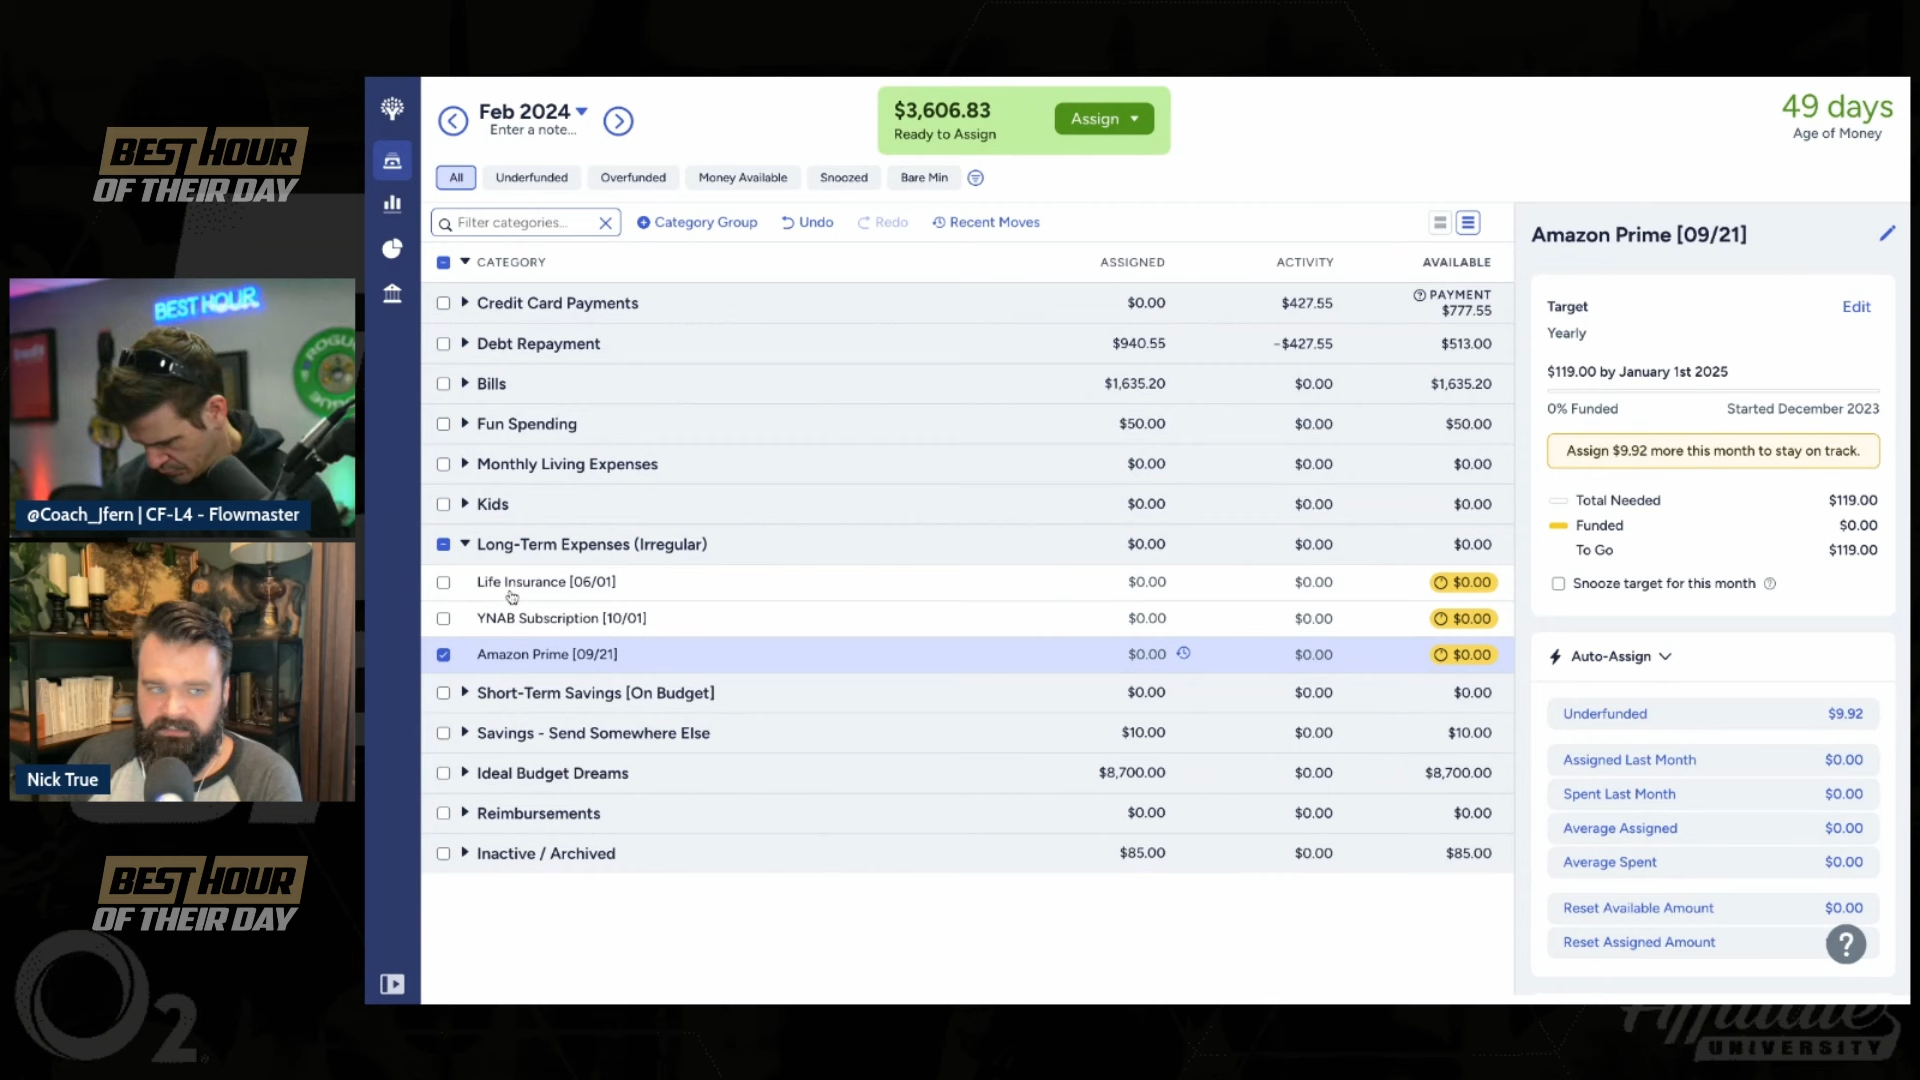 BEST HOUR
OF THEIR DAY
BEST HOUR
ROGUE
@Coach_Jfern | CF-L4 - Flowmaster
Nick True
BEST HOUR
OF THEIR DAY
O2
Feb 2024
Enter a note...
$3,606.83
Ready to Assign
Assign
49 days
Age of Money
All
Underfunded
Overfunded
Money Available
Snoozed
Bare Min
Filter categories...
Category Group
Undo
Redo
Recent Moves
CATEGORY ASSIGNED ACTIVITY AVAILABLE
Credit Card Payments $0.00 $427.55 PAYMENT
$777.55
Debt Repayment $940.55 -$427.55 $513.00
Bills $1,635.20 $0.00 $1,635.20
Fun Spending $50.00 $0.00 $50.00
Monthly Living Expenses $0.00 $0.00 $0.00
Kids $0.00 $0.00 $0.00
Long-Term Expenses (Irregular) $0.00 $0.00 $0.00
Life Insurance [06/01] $0.00 $0.00 $0.00
YNAB Subscription [10/01] $0.00 $0.00 $0.00
Amazon Prime [09/21] $0.00 $0.00 $0.00
Short-Term Savings [On Budget] $0.00 $0.00 $0.00
Savings - Send Somewhere Else $10.00 $0.00 $10.00
Ideal Budget Dreams $8,700.00 $0.00 $8,700.00
Reimbursements $0.00 $0.00 $0.00
Inactive / Archived $85.00 $0.00 $85.00
Amazon Prime [09/21]
Target Edit
Yearly
$119.00 by January 1st 2025
0% Funded Started December 2023
Assign $9.92 more this month to stay on track.
Total Needed $119.00
Funded $0.00
To Go $119.00
Snooze target for this month
Auto-Assign
Underfunded $9.92
Assigned Last Month $0.00
Spent Last Month $0.00
Average Assigned $0.00
Average Spent $0.00
Reset Available Amount $0.00
Reset Assigned Amount
?
Affiliate
UNIVERSITY